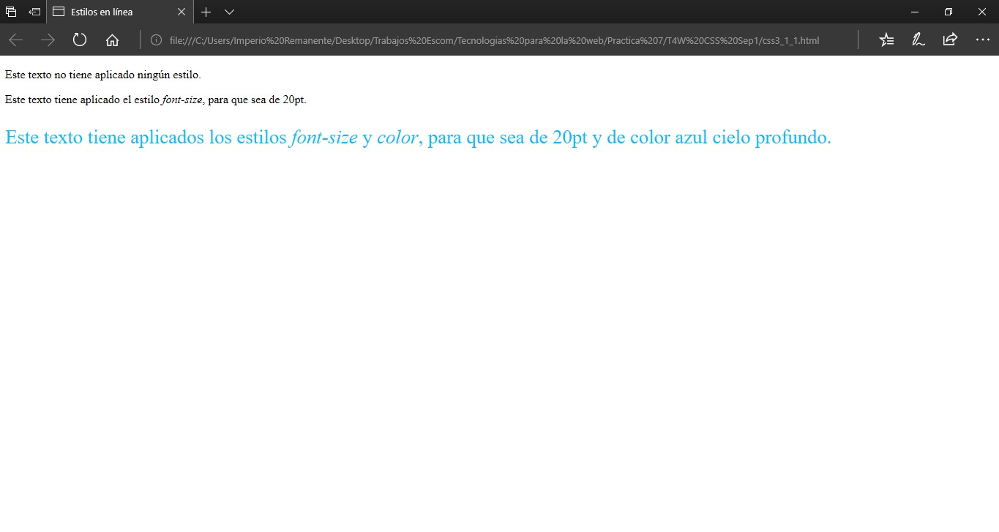 Estilos en línea
file:///C:/Users/Imperio%20Remanente/Desktop/Trabajos%20Escom/Tecnologias%20para%20la%20web/Practica%207/T4W%20CSS%20Sep1/css3_1_1.html
Este texto no tiene aplicado ningún estilo.
Este texto tiene aplicado el estilo font-size, para que sea de 20pt.
Este texto tiene aplicados los estilos font-size y color, para que sea de 20pt y de color azul cielo profundo.